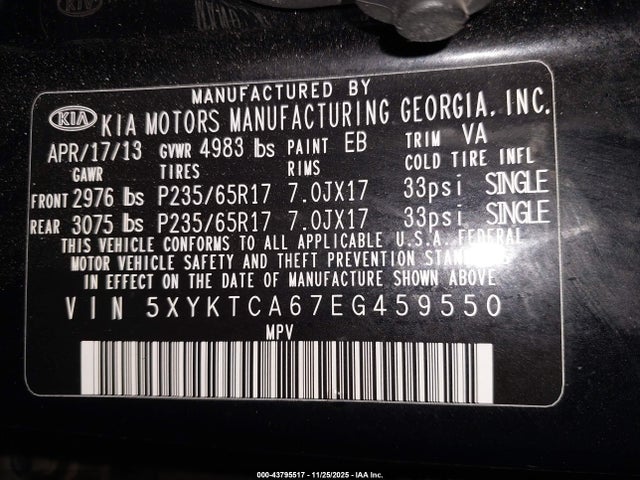 MANUFACTURED BY
KIA KIA MOTORS MANUFACTURING GEORGIA, INC.
APR/17/13 GVWR 4983 lbs PAINT EB TRIM VA
GAWR TIRES RIMS COLD TIRE INFL
FRONT 2976 lbs P235/65R17 7.0JX17 33psi SINGLE
REAR 3075 lbs P235/65R17 7.0JX17 33psi SINGLE
THIS VEHICLE CONFORMS TO ALL APPLICABLE U.S.A. FEDERAL
MOTOR VEHICLE SAFETY AND THEFT PREVENTION STANDARDS
IN EFFECT ON THE DATE OF MANUFACTURE SHOWN ABOVE
VIN 5XYKTCA67EG459550
MPV
000-43795517 - 11/25/2025 - IAA Inc.